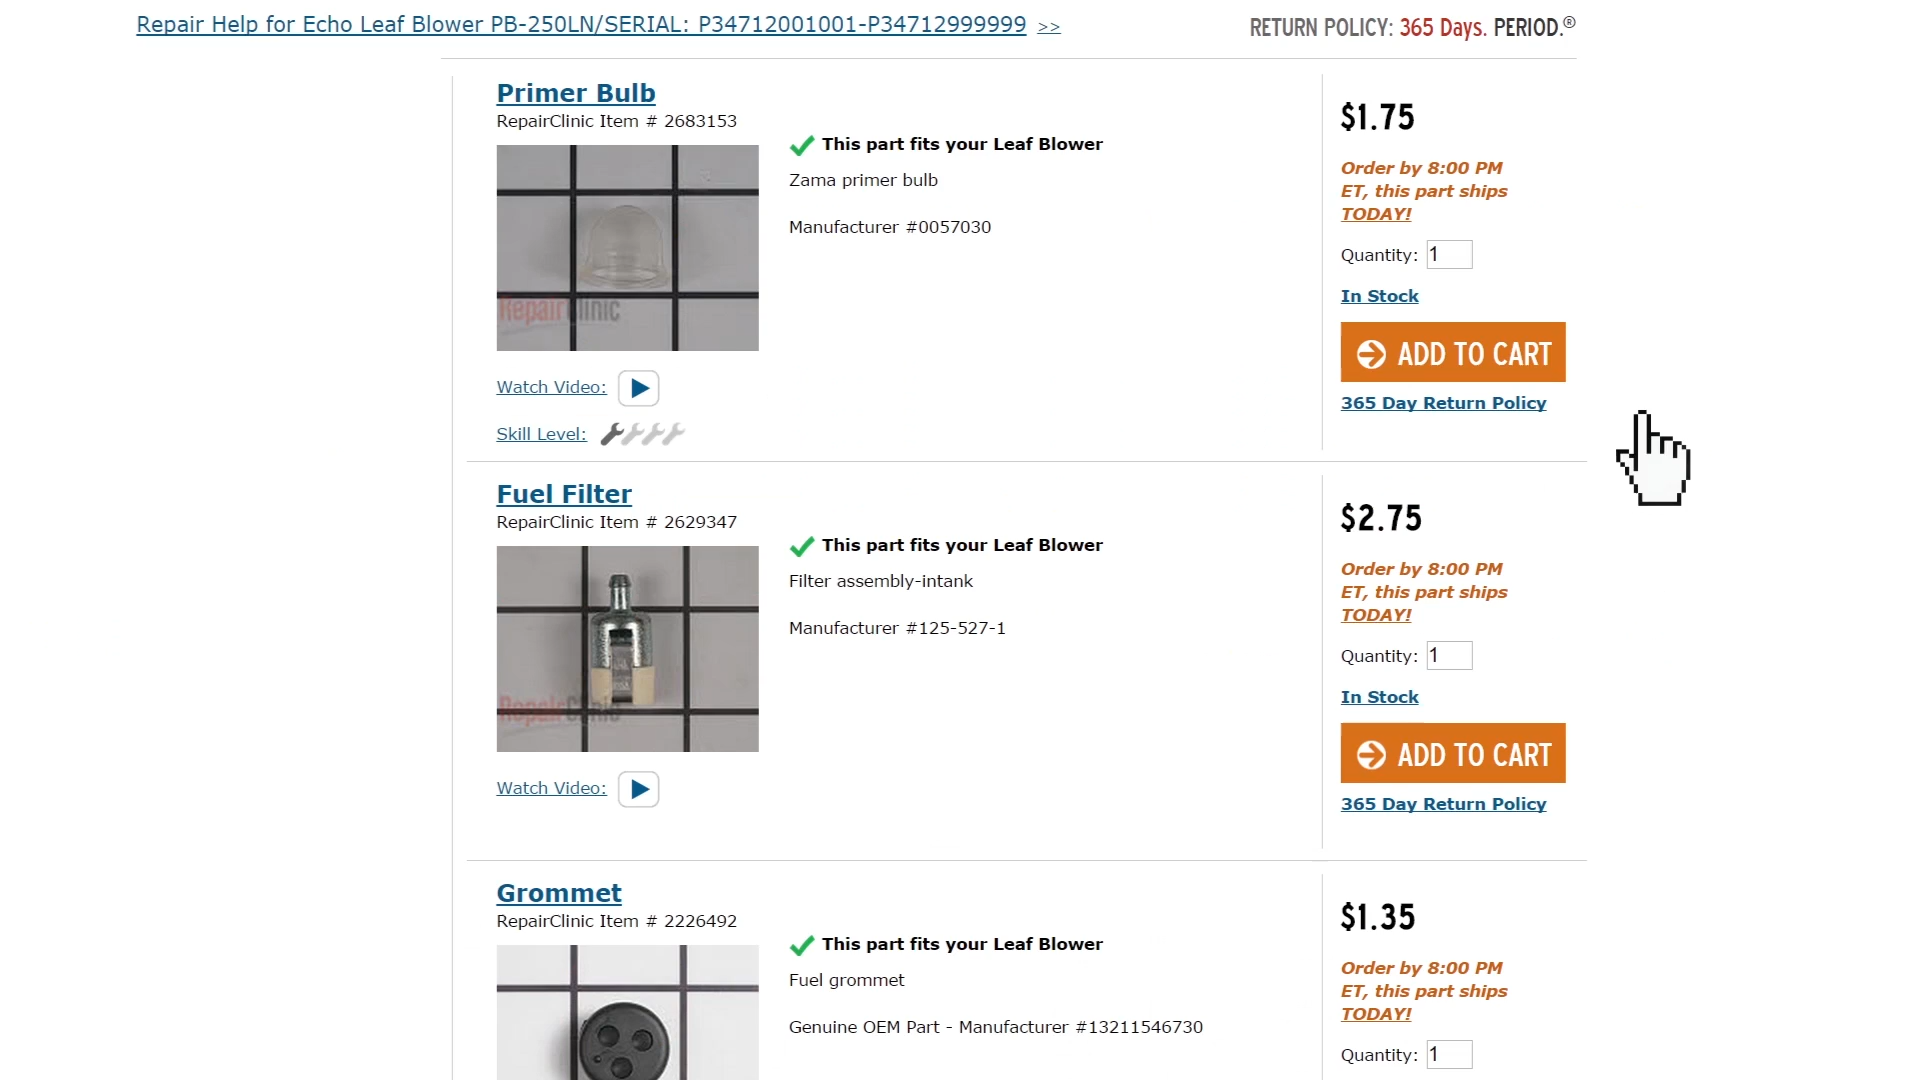 Repair Help for Echo Leaf Blower PB-250LN/SERIAL: P34712001001-P34712999999 >>
RETURN POLICY: 365 Days. PERIOD.®
Primer Bulb
RepairClinic Item # 2683153
This part fits your Leaf Blower
Zama primer bulb
Manufacturer #0057030
RepairClinic
Watch Video:
Skill Level:
$1.75
Order by 8:00 PM
ET, this part ships
TODAY!
Quantity: 1
In Stock
ADD TO CART
365 Day Return Policy
Fuel Filter
RepairClinic Item # 2629347
This part fits your Leaf Blower
Filter assembly-intank
Manufacturer #125-527-1
RepairClinic
Watch Video:
$2.75
Order by 8:00 PM
ET, this part ships
TODAY!
Quantity: 1
In Stock
ADD TO CART
365 Day Return Policy
Grommet
RepairClinic Item # 2226492
This part fits your Leaf Blower
Fuel grommet
Genuine OEM Part - Manufacturer #13211546730
$1.35
Order by 8:00 PM
ET, this part ships
TODAY!
Quantity: 1